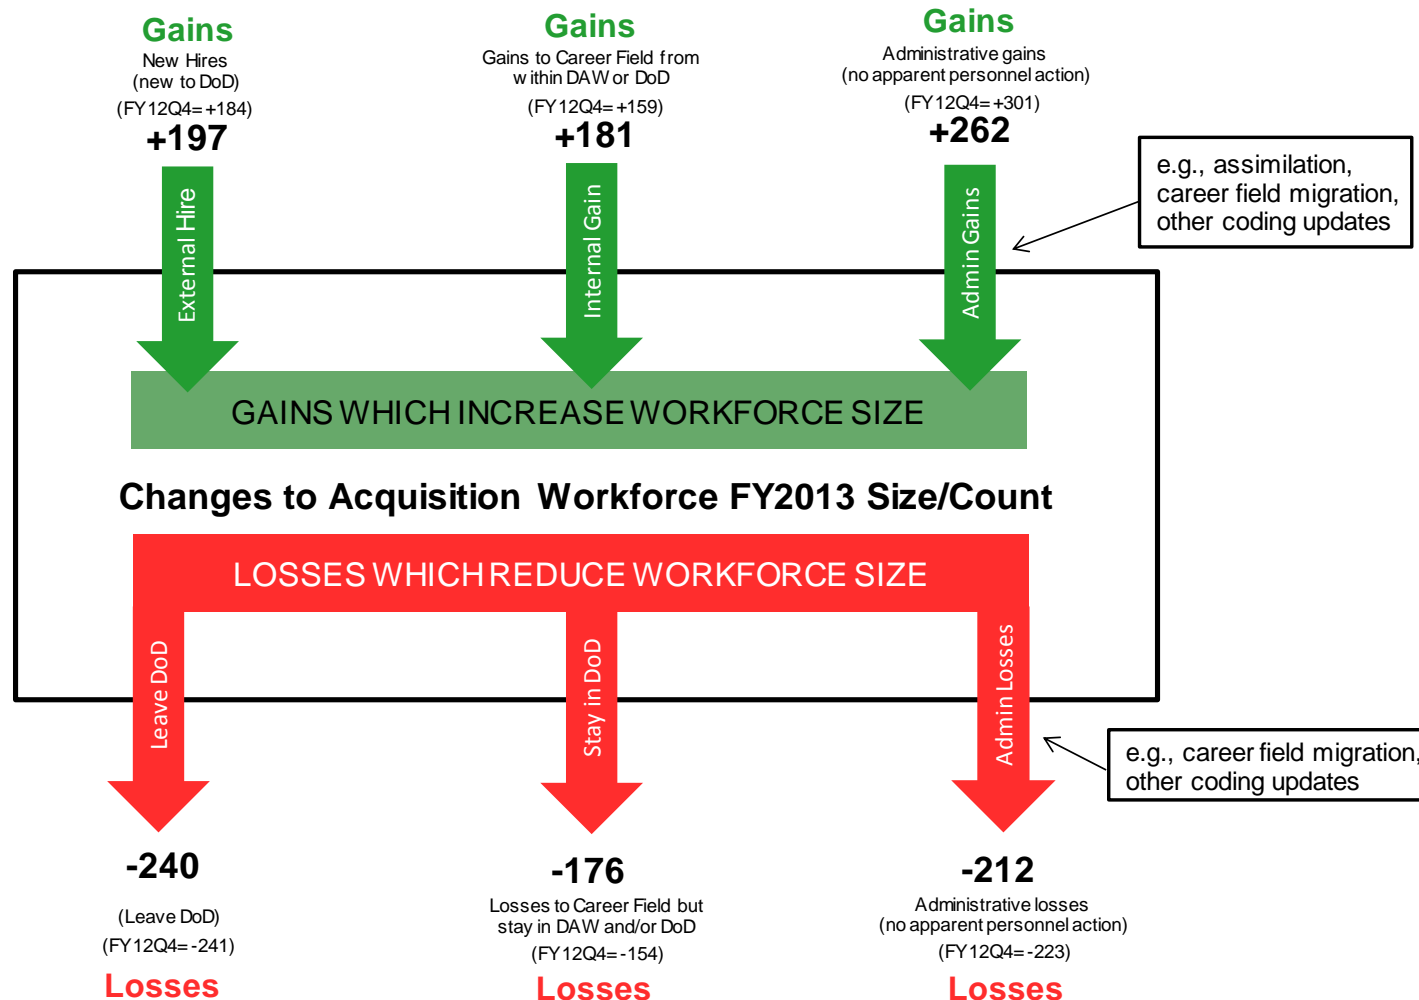 Gains
New Hires
(new to DoD)
(FY12Q4= +184)
+197
Gains
Gains to Career Field from
within DAW or DoD
(FY12Q4= +159)
+181
Gains
Administrative gains
(no apparent personnel action)
(FY12Q4= +301)
+262
e.g., assimilation,
career field migration,
other coding updates
External Hire
Internal Gain
Admin Gains
GAINS WHICH INCREASE WORKFORCE SIZE
Changes to Acquisition Workforce FY2013 Size/Count
LOSSES WHICH REDUCE WORKFORCE SIZE
Leave DoD
Stay in DoD
Admin Losses
e.g., career field migration,
other coding updates
-240
(Leave DoD)
(FY12Q4= -241)
Losses
-176
Losses to Career Field but
stay in DAW and/or DoD
(FY12Q4= -154)
Losses
-212
Administrative losses
(no apparent personnel action)
(FY12Q4= -223)
Losses